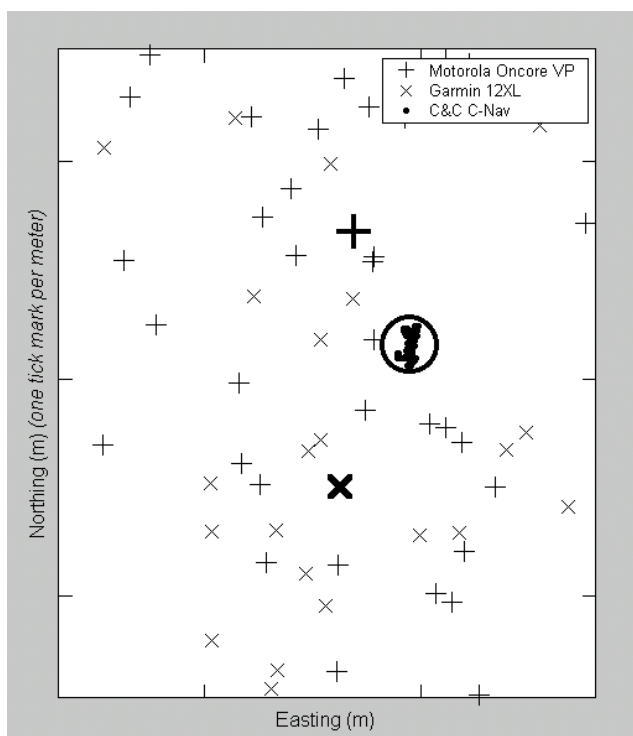 Motorola Oncore VP
Garmin 12XL
C&C C-Nav
Northing (m) (one tick mark per meter)
Easting (m)